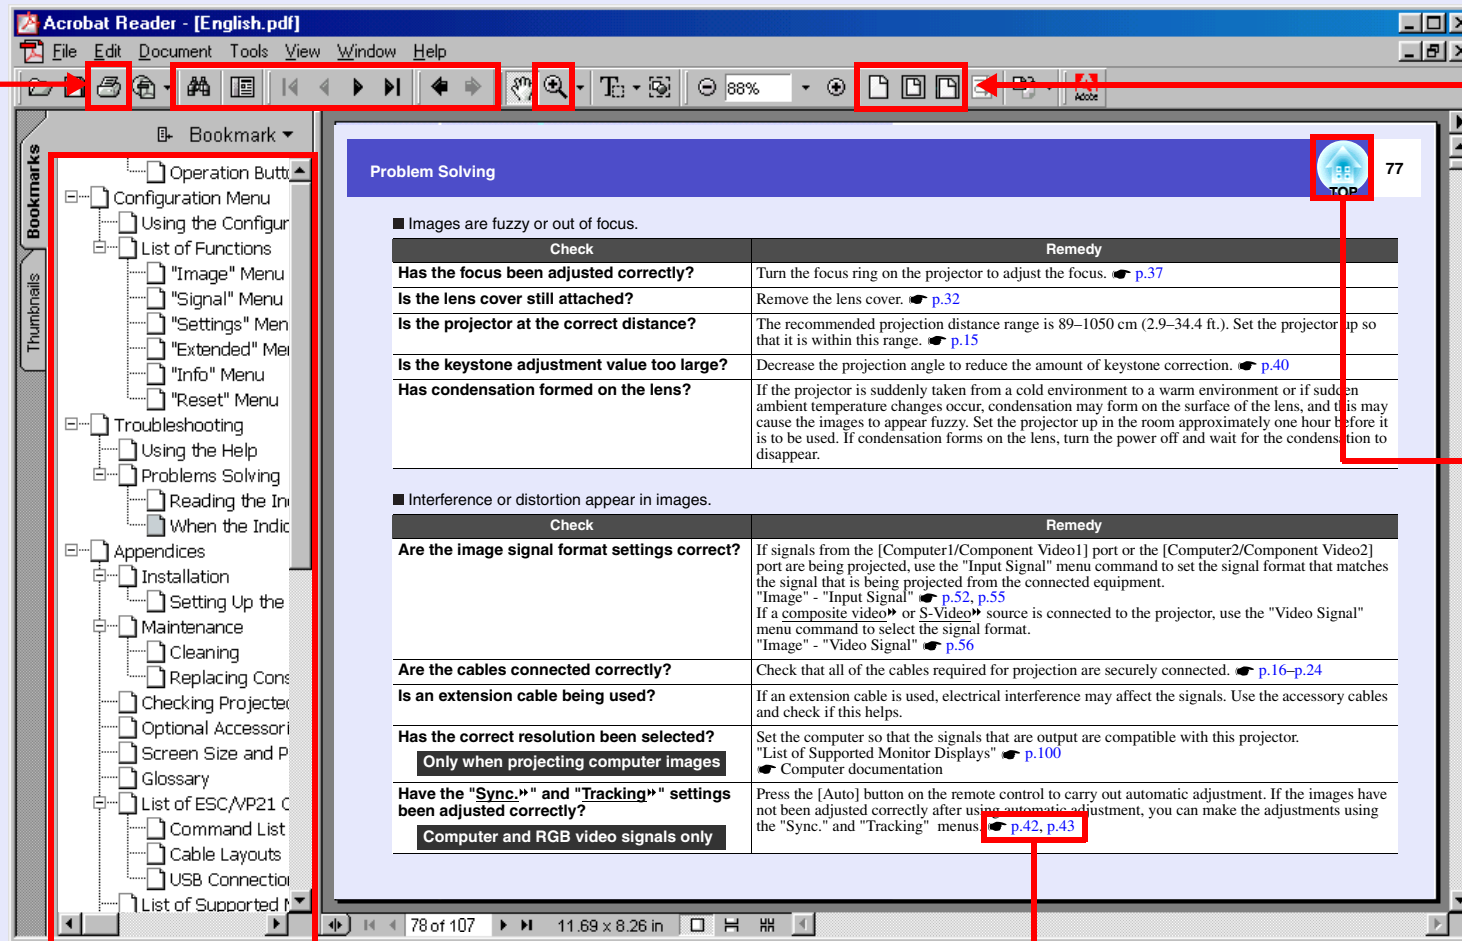 Acrobat Reader - [English.pdf]
File Edit Document Tools View Window Help
88%
Adobe
Bookmarks
Thumbnails
Bookmark
Operation Butt
Configuration Menu
Using the Configur
List of Functions
"Image" Menu
"Signal" Menu
"Settings" Men
"Extended" Me
"Info" Menu
"Reset" Menu
Troubleshooting
Using the Help
Problems Solving
Reading the In
When the Indic
Appendices
Installation
Setting Up the
Maintenance
Cleaning
Replacing Cons
Checking Projected
Optional Accessori
Screen Size and P
Glossary
List of ESC/VP21 C
Command List
Cable Layouts
USB Connection
List of Supported M
Problem Solving
TOP
77
■ Images are fuzzy or out of focus.
Check Remedy
Has the focus been adjusted correctly? Turn the focus ring on the projector to adjust the focus. ☛ p.37
Is the lens cover still attached? Remove the lens cover. ☛ p.32
Is the projector at the correct distance? The recommended projection distance range is 89–1050 cm (2.9–34.4 ft.). Set the projector up so
that it is within this range. ☛ p.15
Is the keystone adjustment value too large? Decrease the projection angle to reduce the amount of keystone correction. ☛ p.40
Has condensation formed on the lens? If the projector is suddenly taken from a cold environment to a warm environment or if sudden
ambient temperature changes occur, condensation may form on the surface of the lens, and this may
cause the images to appear fuzzy. Set the projector up in the room approximately one hour before it
is to be used. If condensation forms on the lens, turn the power off and wait for the condensation to
disappear.
■ Interference or distortion appear in images.
Check Remedy
Are the image signal format settings correct? If signals from the [Computer1/Component Video1] port or the [Computer2/Component Video2]
port are being projected, use the "Input Signal" menu command to set the signal format that matches
the signal that is being projected from the connected equipment.
"Image" - "Input Signal" ☛ p.52, p.55
If a composite video or S-Video source is connected to the projector, use the "Video Signal"
menu command to select the signal format.
"Image" - "Video Signal" ☛ p.56
Are the cables connected correctly? Check that all of the cables required for projection are securely connected. ☛ p.16–p.24
Is an extension cable being used? If an extension cable is used, electrical interference may affect the signals. Use the accessory cables
and check if this helps.
Has the correct resolution been selected? Set the computer so that the signals that are output are compatible with this projector.
Only when projecting computer images "List of Supported Monitor Displays" ☛ p.100
☛ Computer documentation
Have the "Sync." and "Tracking" settings Press the [Auto] button on the remote control to carry out automatic adjustment. If the images have
been adjusted correctly? not been adjusted correctly after using automatic adjustment, you can make the adjustments using
Computer and RGB video signals only the "Sync." and "Tracking" menus. ☛ p.42, p.43
78 of 107 11.69 x 8.26 in